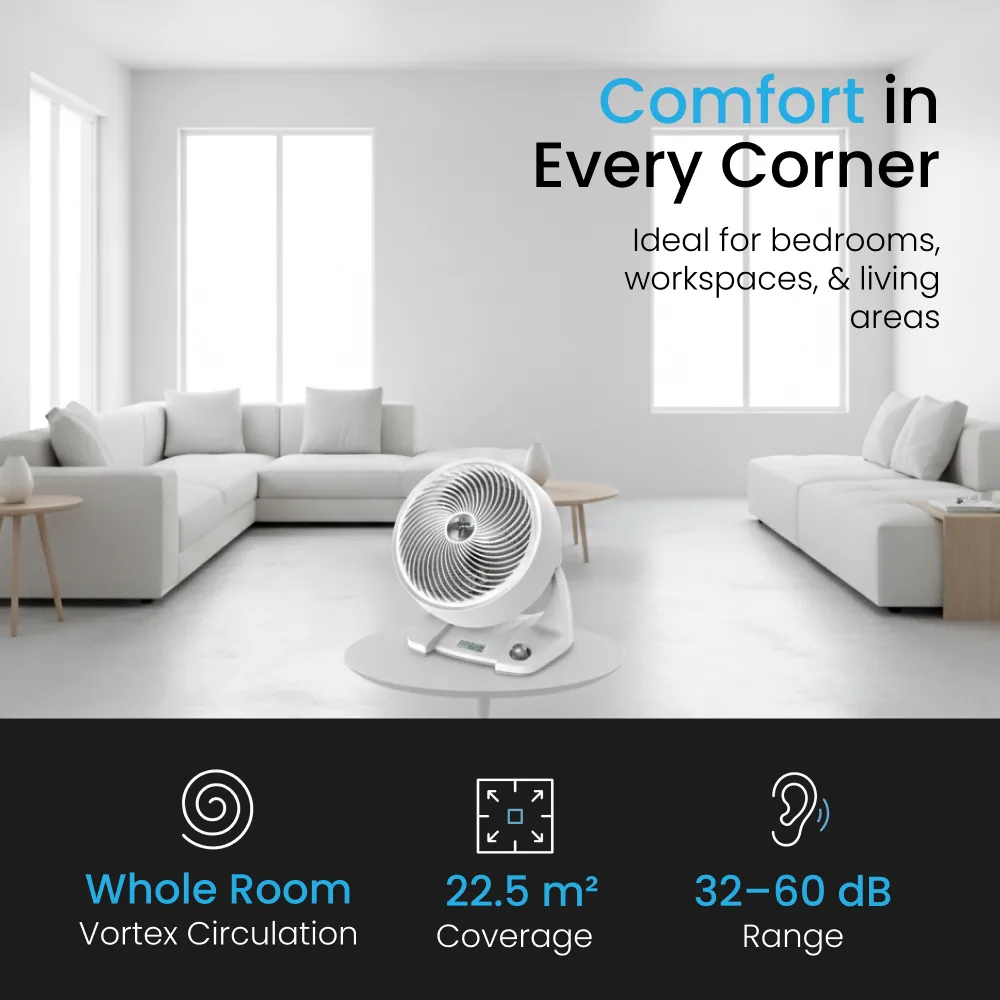 Comfort in
Every Corner
Ideal for bedrooms,
workspaces, & living
areas
Whole Room
Vortex Circulation
22.5 m²
Coverage
32–60 dB
Range